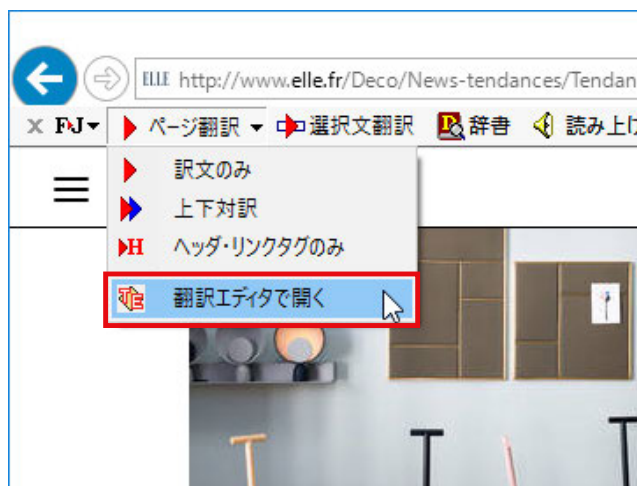 ELLE http://www.elle.fr/Deco/News-tendances/Tendan
× FJ▼ ページ翻訳 ▼ 選択文翻訳 辞書 読み上げ
訳文のみ
上下対訳
H ヘッダ・リンクタグのみ
TE 翻訳エディタで開く